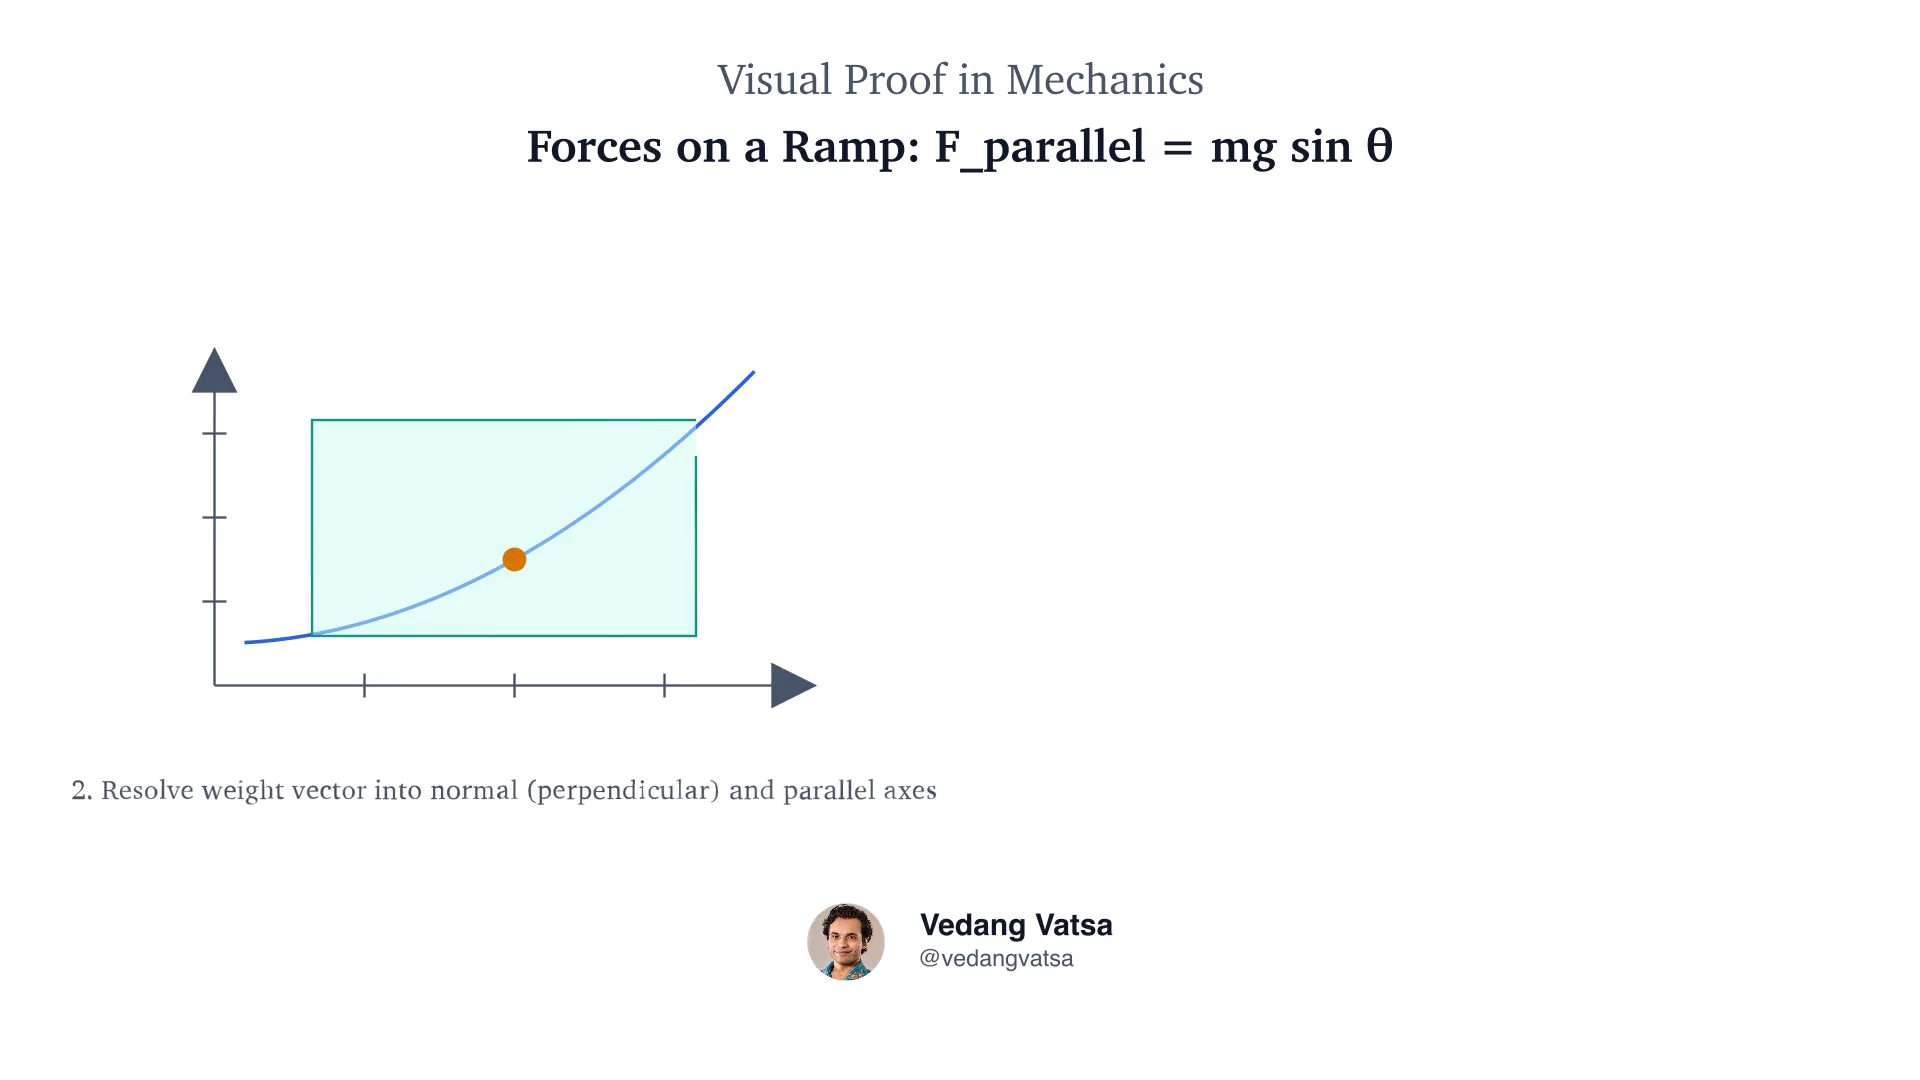 Visual Proof in Mechanics
Forces on a Ramp: F_parallel = mg sin θ
2. Resolve weight vector into normal (perpendicular) and parallel axes
Vedang Vatsa
@vedangvatsa